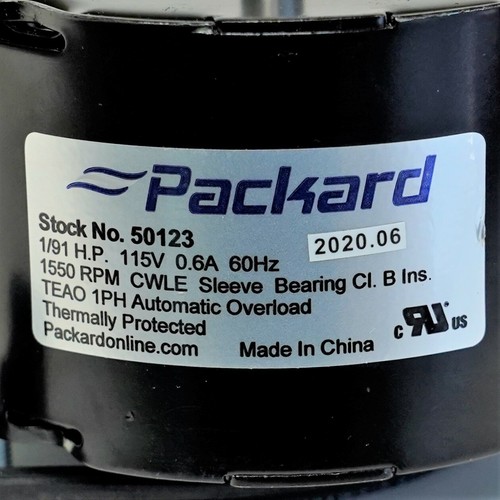 Packard
Stock No. 50123
1/91 H.P. 115V 0.6A 60Hz
2020.06
1550 RPM CWLE Sleeve Bearing Cl. B Ins.
TEAO 1PH Automatic Overload
Thermally Protected
Packardonline.com Made In China
c RU US